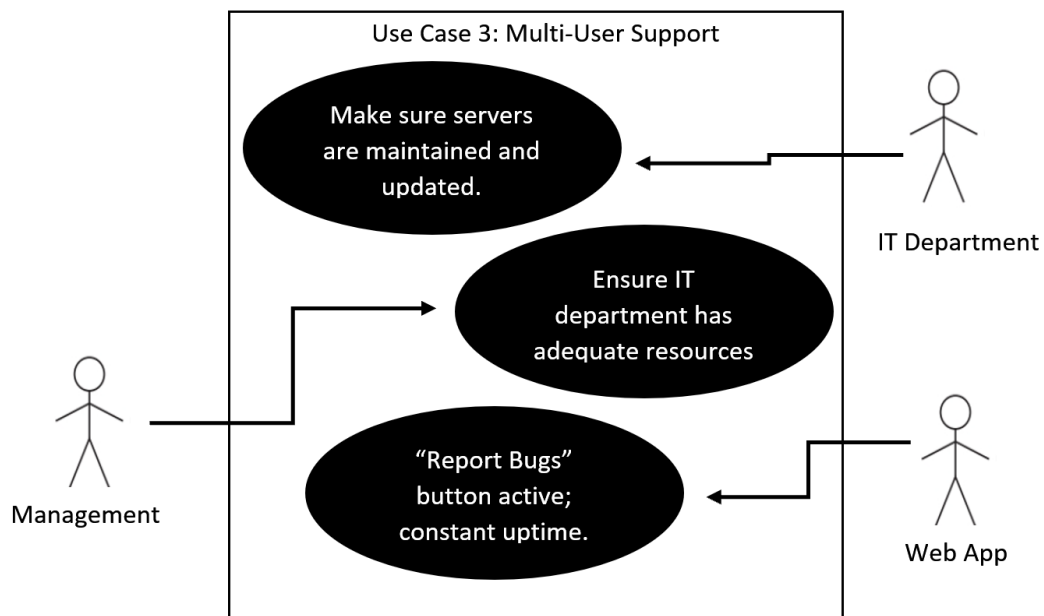 Use Case 3: Multi-User Support
Make sure servers
are maintained and
updated.
IT Department
Ensure IT
department has
adequate resources
Management
“Report Bugs”
button active;
constant uptime.
Web App